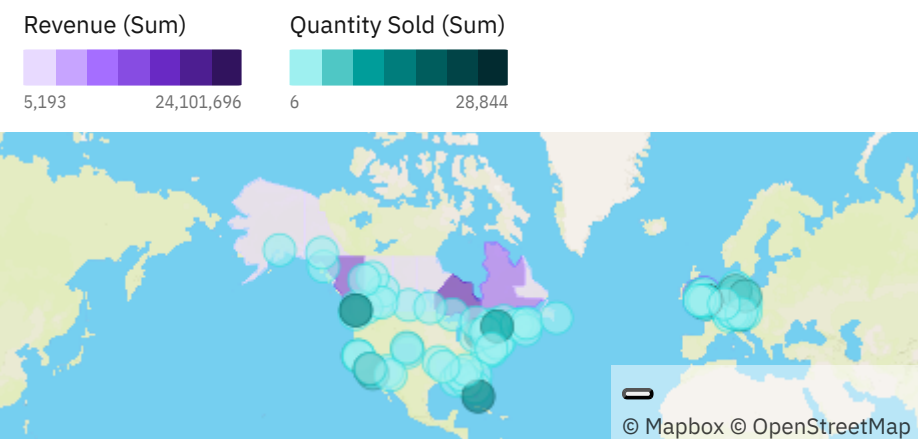 Revenue (Sum)
Quantity Sold (Sum)
5,193
24,101,696
6
28,844
© Mapbox © OpenStreetMap